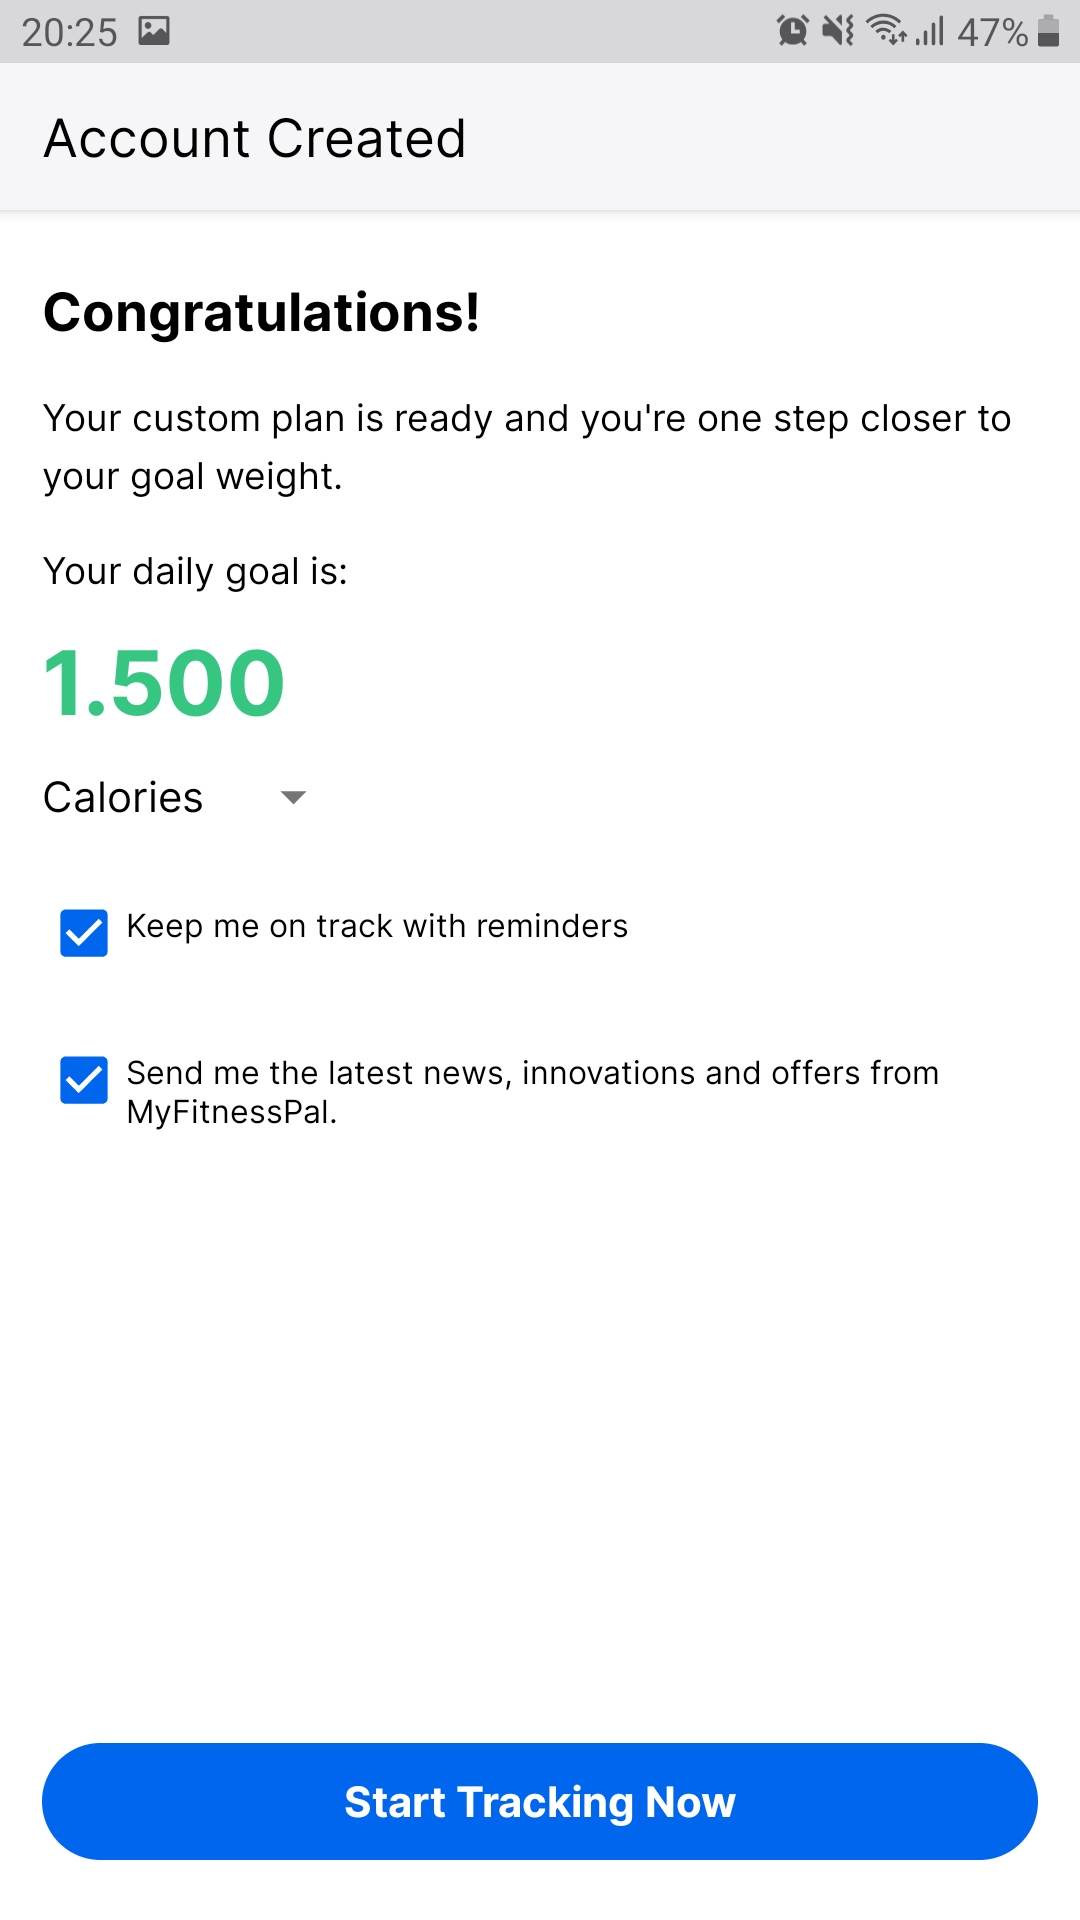 20:25 47%
Account Created
Congratulations!
Your custom plan is ready and you're one step closer to
your goal weight.
Your daily goal is:
1.500
Calories
Keep me on track with reminders
Send me the latest news, innovations and offers from
MyFitnessPal.
Start Tracking Now